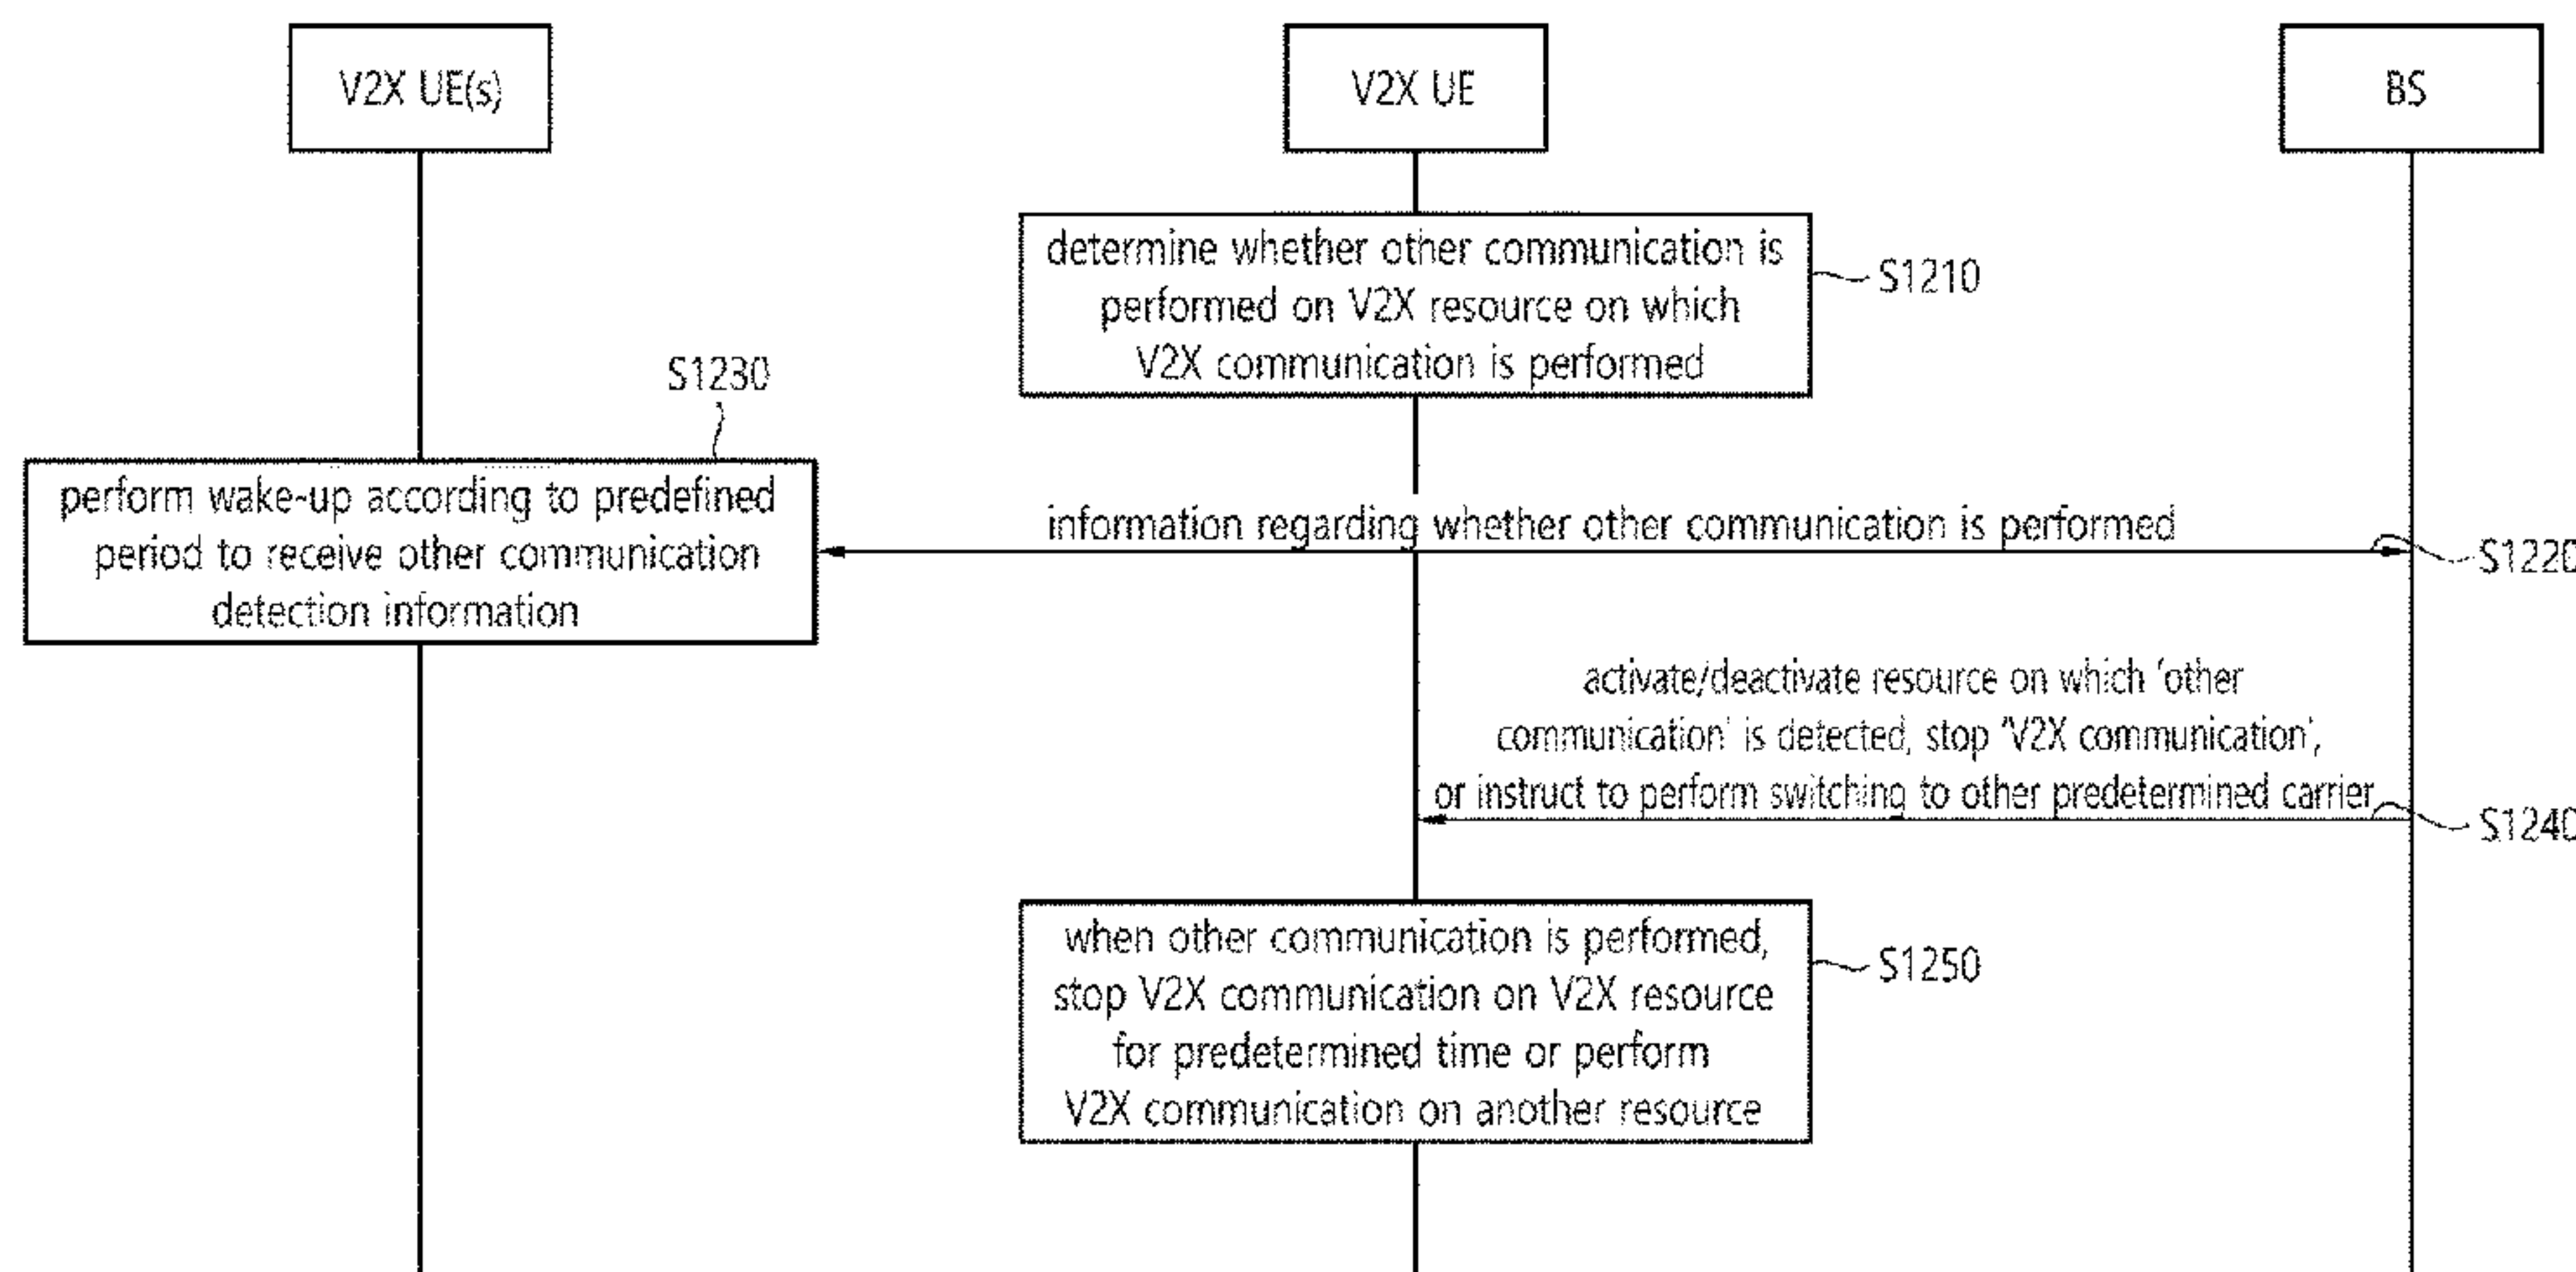 V2X UE(s)
V2X UE
BS
determine whether other communication is
performed on V2X resource on which
V2X communication is performed
S1210
S1230
perform wake-up according to predefined
period to receive other communication
detection information
information regarding whether other communication is performed
S1220
activate/deactivate resource on which 'other
communication' is detected, stop 'V2X communication',
or instruct to perform switching to other predetermined carrier
S1240
when other communication is performed,
stop V2X communication on V2X resource
for predetermined time or perform
V2X communication on another resource
S1250